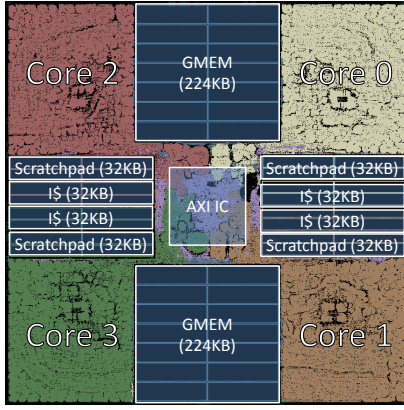 Core 2
GMEM
(224KB)
Core 0
Scratchpad (32KB)
I$ (32KB)
I$ (32KB)
Scratchpad (32KB)
AXI IC
Scratchpad (32KB)
I$ (32KB)
I$ (32KB)
Scratchpad (32KB)
Core 3
GMEM
(224KB)
Core 1